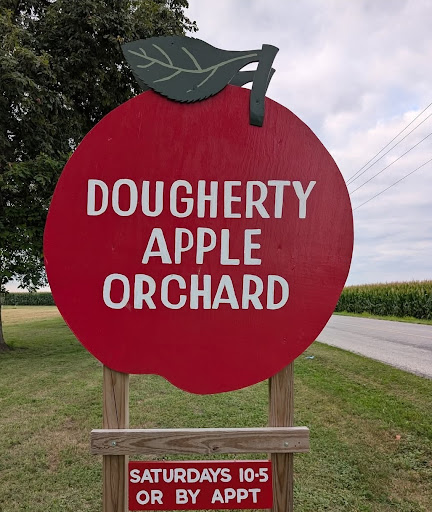 DOUGHERTY
APPLE
ORCHARD
SATURDAYS 10-5
OR BY APPT